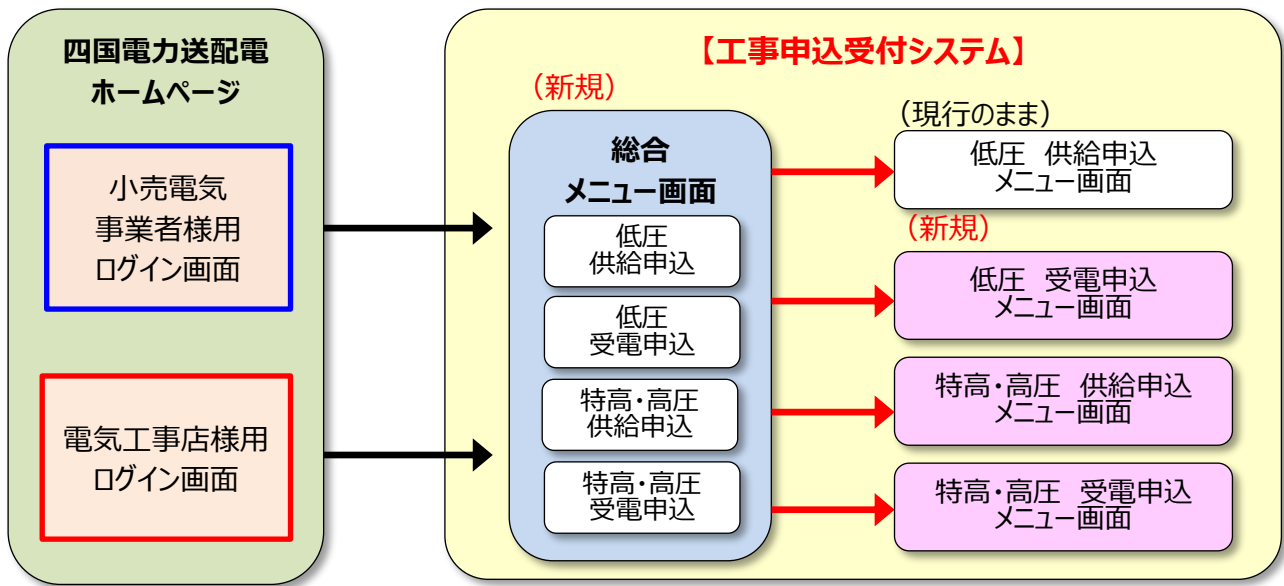 四国電力送配電
ホームページ
小売電気
事業者様用
ログイン画面
電気工事店様用
ログイン画面
【工事申込受付システム】
（新規）
総合
メニュー画面
低圧
供給申込
低圧
受電申込
特高・高圧
供給申込
特高・高圧
受電申込
（現行のまま）
低圧　供給申込
メニュー画面
（新規）
低圧　受電申込
メニュー画面
特高・高圧　供給申込
メニュー画面
特高・高圧　受電申込
メニュー画面